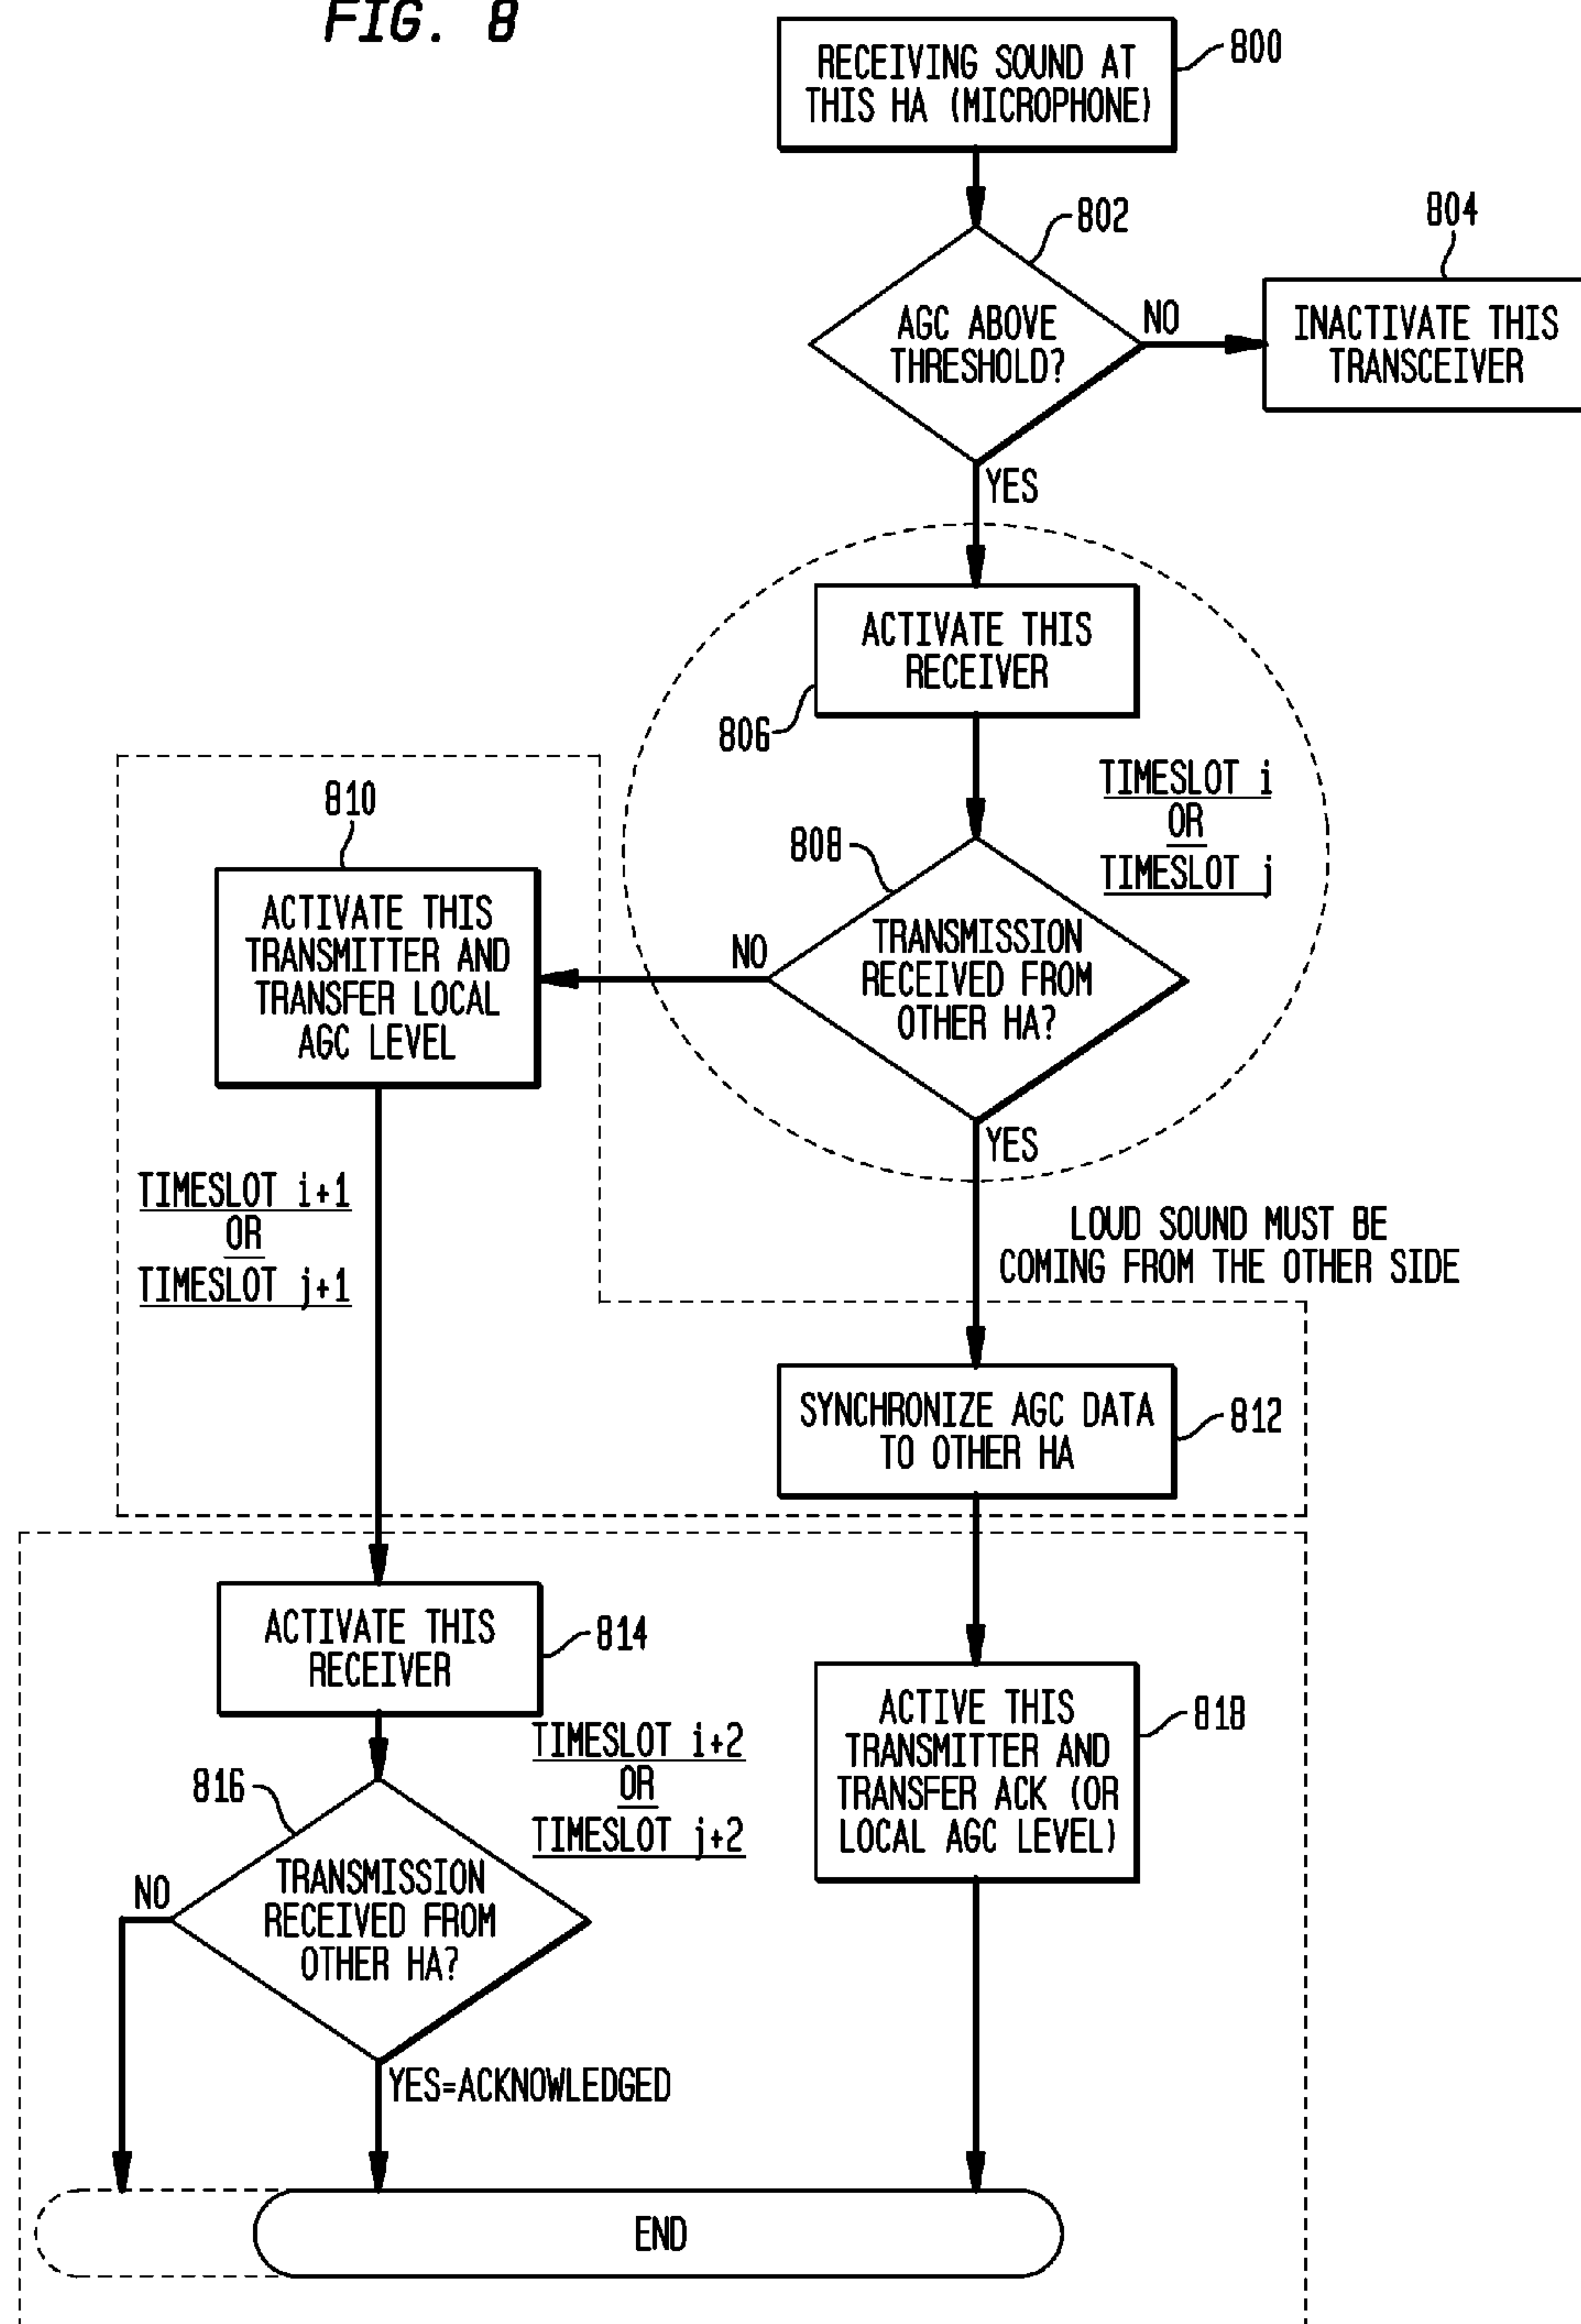 FIG. 8
RECEIVING SOUND AT
THIS HA (MICROPHONE)
800
802
804
AGC ABOVE
THRESHOLD?
NO
INACTIVATE THIS
TRANSCEIVER
YES
ACTIVATE THIS
RECEIVER
806
TIMESLOT i
OR
TIMESLOT j
808
810
TRANSMISSION
RECEIVED FROM
OTHER HA?
NO
ACTIVATE THIS
TRANSMITTER AND
TRANSFER LOCAL
AGC LEVEL
YES
TIMESLOT i+1
OR
TIMESLOT j+1
LOUD SOUND MUST BE
COMING FROM THE OTHER SIDE
SYNCHRONIZE AGC DATA
TO OTHER HA
812
ACTIVATE THIS
RECEIVER
814
ACTIVE THIS
TRANSMITTER AND
TRANSFER ACK (OR
LOCAL AGC LEVEL)
818
TIMESLOT i+2
OR
TIMESLOT j+2
816
TRANSMISSION
RECEIVED FROM
OTHER HA?
NO
YES=ACKNOWLEDGED
END